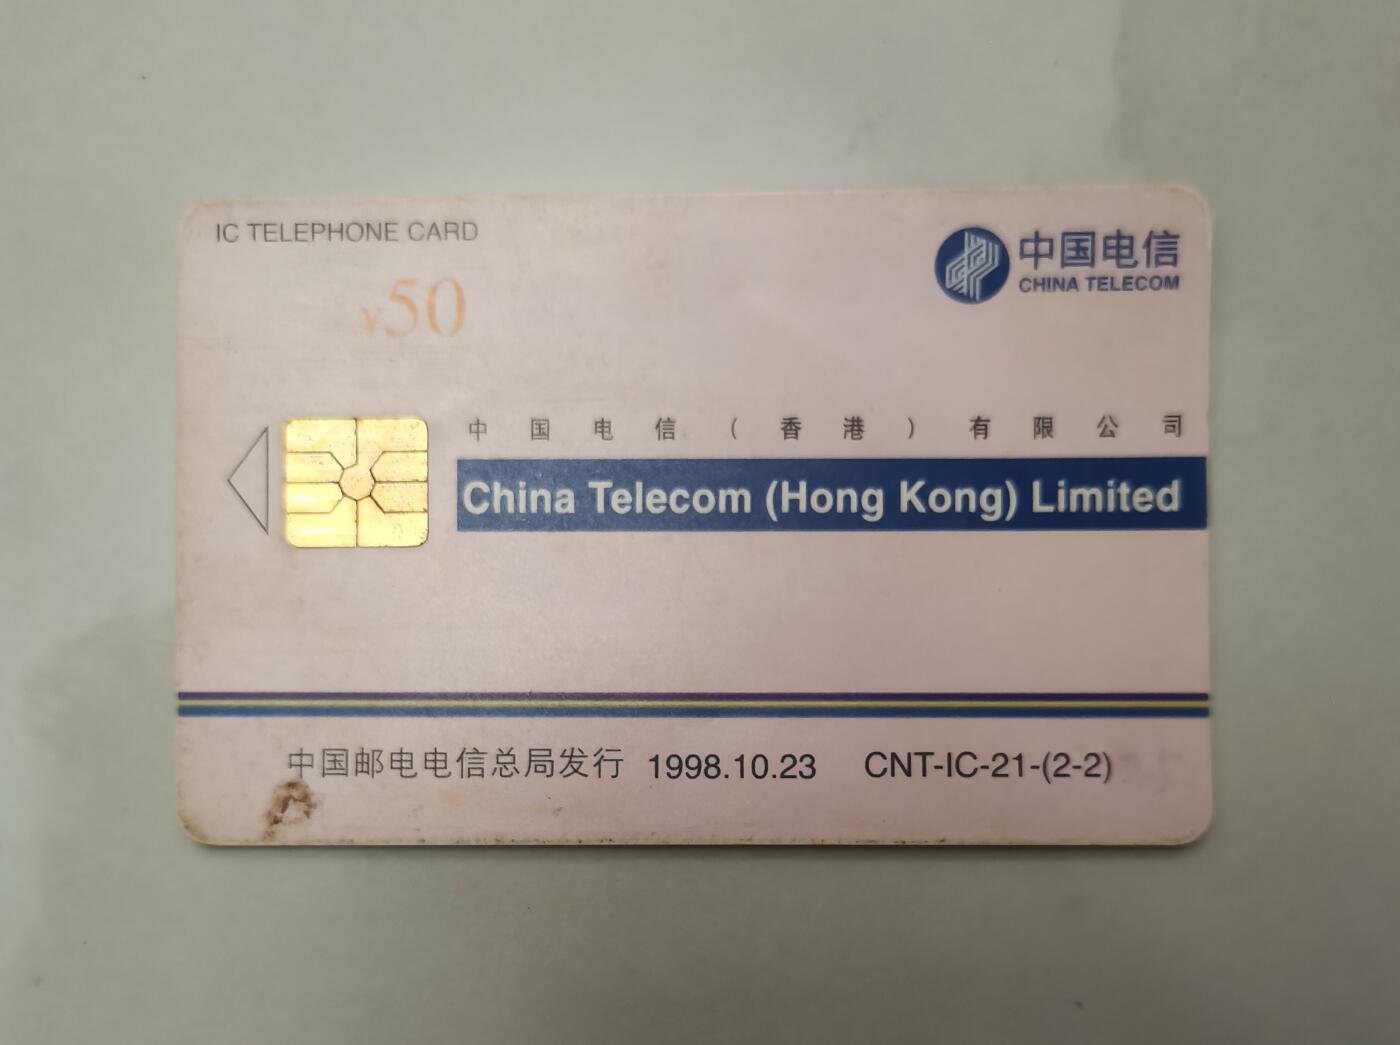 IC TELEPHONE CARD
¥50
中国电信
CHINA TELECOM
中国电信(香港)有限公司
China Telecom (Hong Kong) Limited
中国邮电电信总局发行 1998.10.23 CNT-IC-21-(2-2)